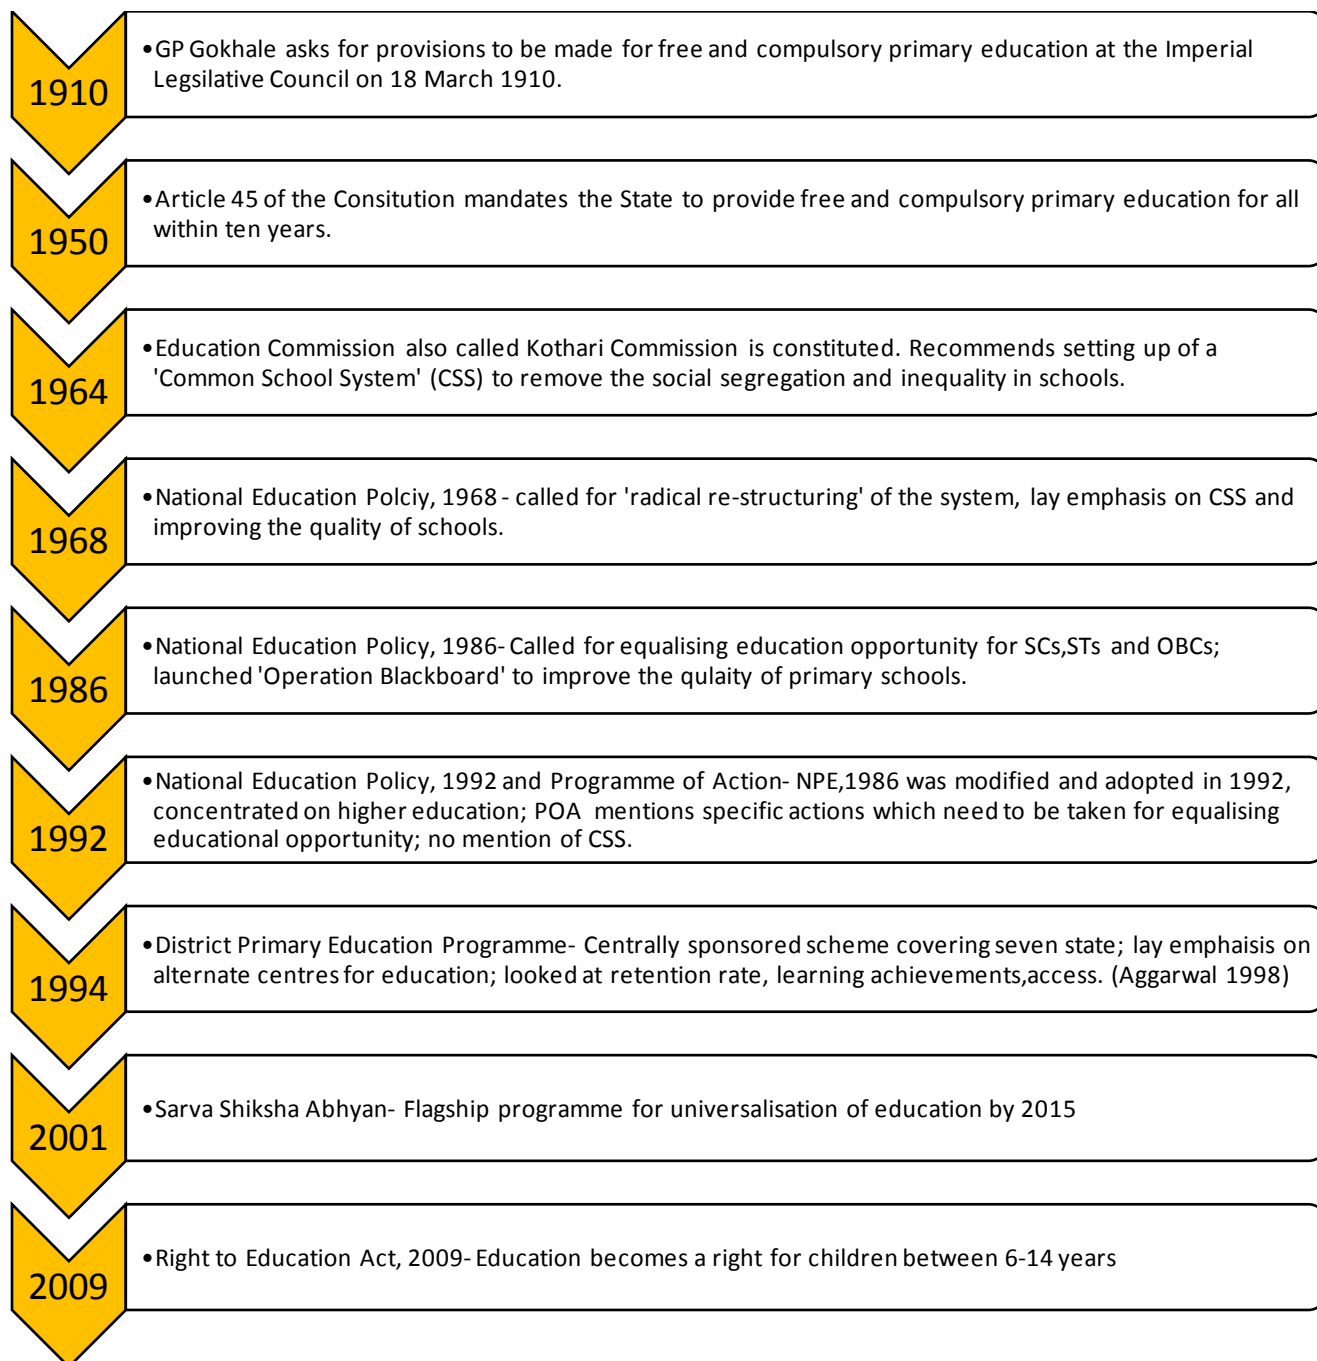 1910
•GP Gokhale asks for provisions to be made for free and compulsory primary education at the Imperial
Legsilative Council on 18 March 1910.
1950
•Article 45 of the Consitution mandates the State to provide free and compulsory primary education for all
within ten years.
1964
•Education Commission also called Kothari Commission is constituted. Recommends setting up of a
'Common School System' (CSS) to remove the social segregation and inequality in schools.
1968
•National Education Polciy, 1968 - called for 'radical re-structuring' of the system, lay emphasis on CSS and
improving the quality of schools.
1986
•National Education Policy, 1986- Called for equalising education opportunity for SCs,STs and OBCs;
launched 'Operation Blackboard' to improve the qulaity of primary schools.
1992
•National Education Policy, 1992 and Programme of Action- NPE,1986 was modified and adopted in 1992,
concentrated on higher education; POA mentions specific actions which need to be taken for equalising
educational opportunity; no mention of CSS.
1994
•District Primary Education Programme- Centrally sponsored scheme covering seven state; lay emphaisis on
alternate centres for education; looked at retention rate, learning achievements,access. (Aggarwal 1998)
2001
•Sarva Shiksha Abhyan- Flagship programme for universalisation of education by 2015
2009
•Right to Education Act, 2009- Education becomes a right for children between 6-14 years